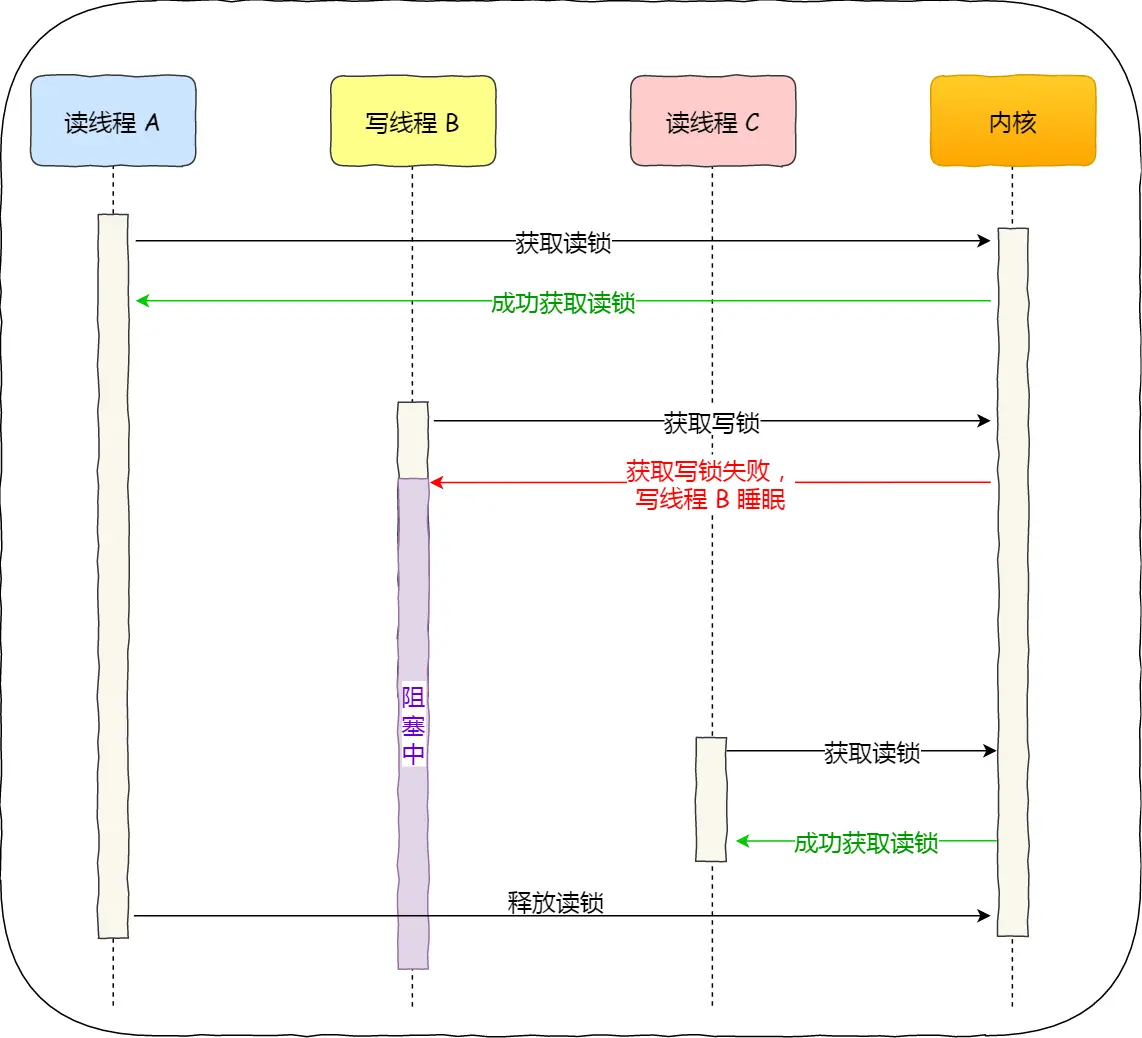 读线程 A
写线程 B
读线程 C
内核
获取读锁
成功获取读锁
获取写锁
获取写锁失败，
写线程 B 睡眠
阻
塞
中
获取读锁
成功获取读锁
释放读锁